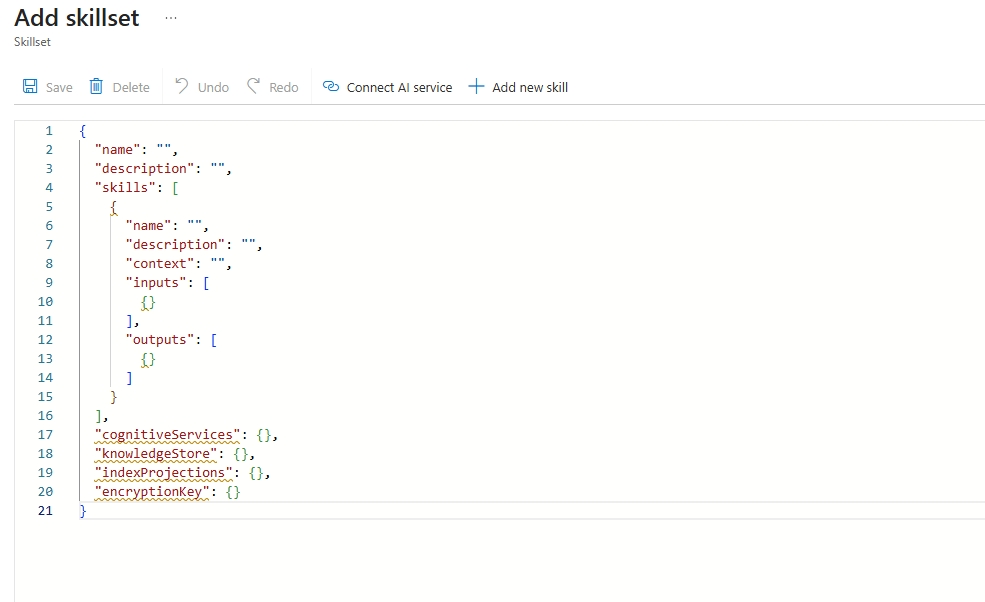 Add skillset ...
Skillset
Save Delete Undo Redo Connect AI service Add new skill
1 {
2 "name": "",
3 "description": "",
4 "skills": [
5 {
6 "name": "",
7 "description": "",
8 "context": "",
9 "inputs": [
10 {}
11 ],
12 "outputs": [
13 {}
14 ]
15 }
16 ],
17 "cognitiveServices": {},
18 "knowledgeStore": {},
19 "indexProjections": {},
20 "encryptionKey": {}
21 }